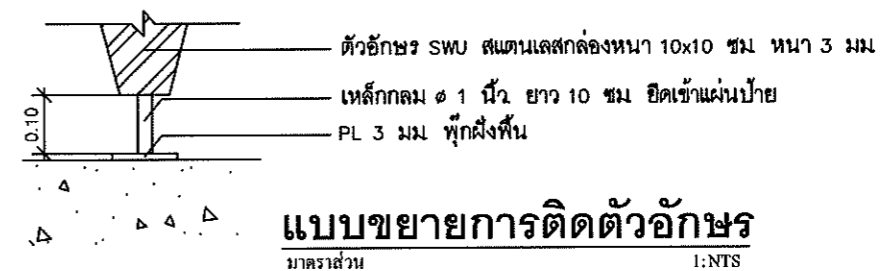 ตัวอักษร SWU สแตนเลสกล่องหนา 10x10 ซม. หนา 3 มม
เหล็กกลม ø 1 นิ้ว ยาว 10 ซม. ยึดเข้าแผ่นป้าย
0.10
PL 3 มม. พุ๊กฝังพื้น
แบบขยายการติดตัวอักษร
มาตราส่วน 1:NTS